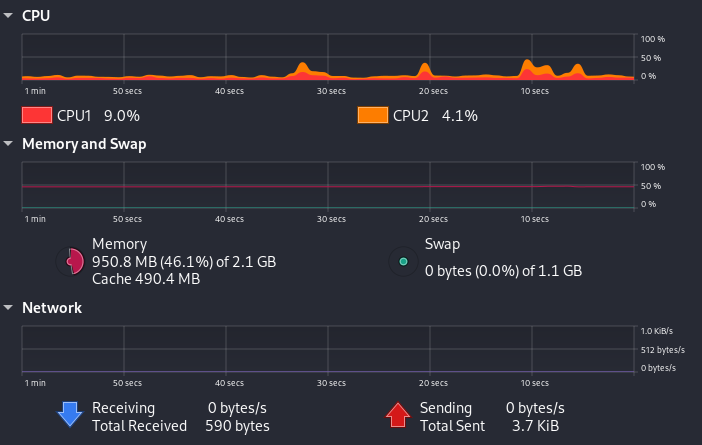 CPU
100 %
50 %
0 %
1 min 50 secs 40 secs 30 secs 20 secs 10 secs
CPU1 9.0% CPU2 4.1%
Memory and Swap
100 %
50 %
0 %
1 min 50 secs 40 secs 30 secs 20 secs 10 secs
Memory
950.8 MB (46.1%) of 2.1 GB
Cache 490.4 MB
Swap
0 bytes (0.0%) of 1.1 GB
Network
1.0 KiB/s
512 bytes/s
0 bytes/s
1 min 50 secs 40 secs 30 secs 20 secs 10 secs
Receiving 0 bytes/s
Total Received 590 bytes
Sending 0 bytes/s
Total Sent 3.7 KiB